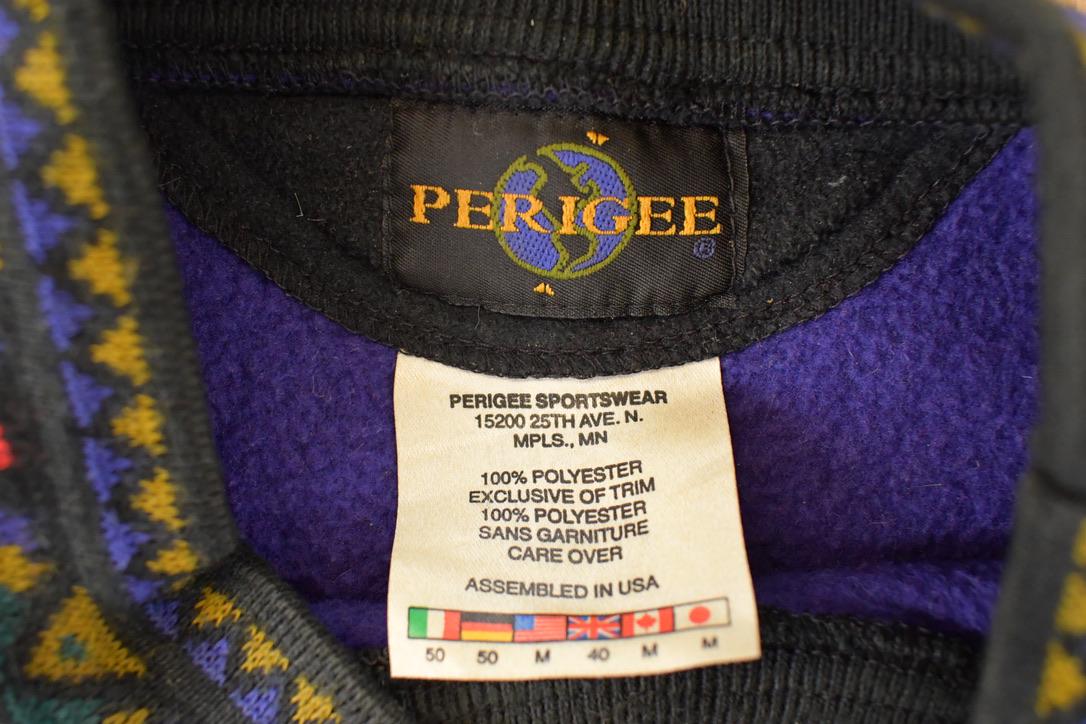 PERIGEE
®
PERIGEE SPORTSWEAR
15200 25TH AVE. N.
MPLS., MN
100% POLYESTER
EXCLUSIVE OF TRIM
100% POLYESTER
SANS GARNITURE
CARE OVER
ASSEMBLED IN USA
50 50 M 40 M M